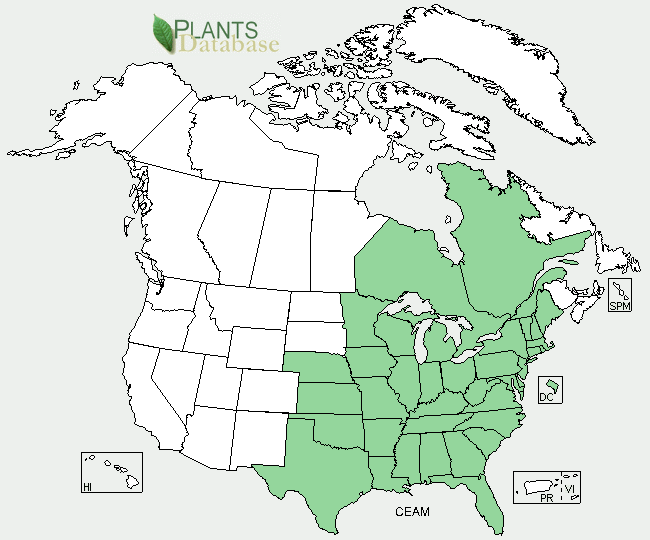 PLANTS
Database
SPM
DC
HI
PR
VI
CEAM